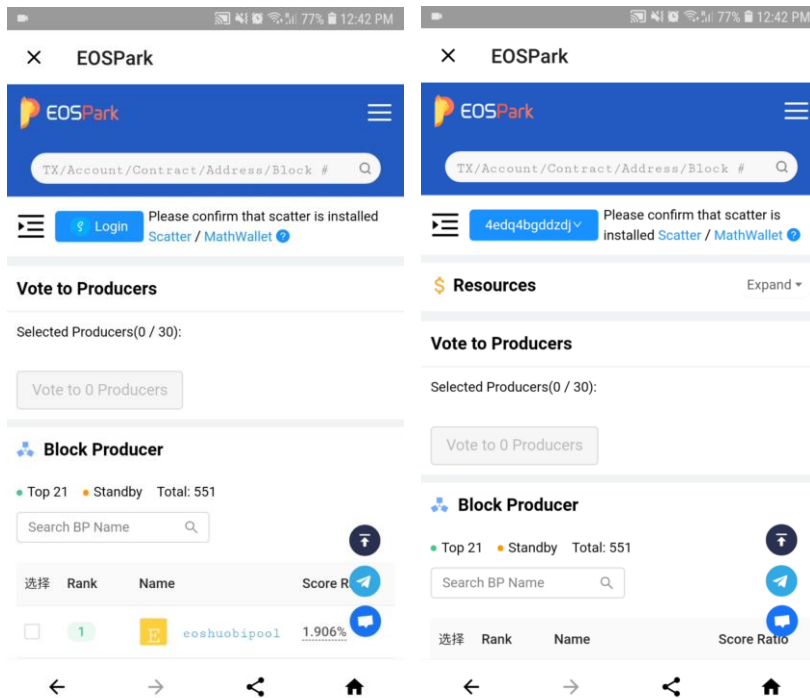 77% 12:42 PM
EOSPark
EOSPark
TX/Account/Contract/Address/Block #
Login
Please confirm that scatter is installed
Scatter / MathWallet ?
Vote to Producers
Selected Producers(0 / 30):
Vote to 0 Producers
Block Producer
Top 21 Standby Total: 551
Search BP Name
选择 Rank Name Score R
1 E eoshuobipool 1.906%
77% 12:42 PM
EOSPark
EOSPark
TX/Account/Contract/Address/Block #
4edq4bgddzdj
Please confirm that scatter is
installed Scatter / MathWallet ?
$ Resources Expand
Vote to Producers
Selected Producers(0 / 30):
Vote to 0 Producers
Block Producer
Top 21 Standby Total: 551
Search BP Name
选择 Rank Name Score Ratio